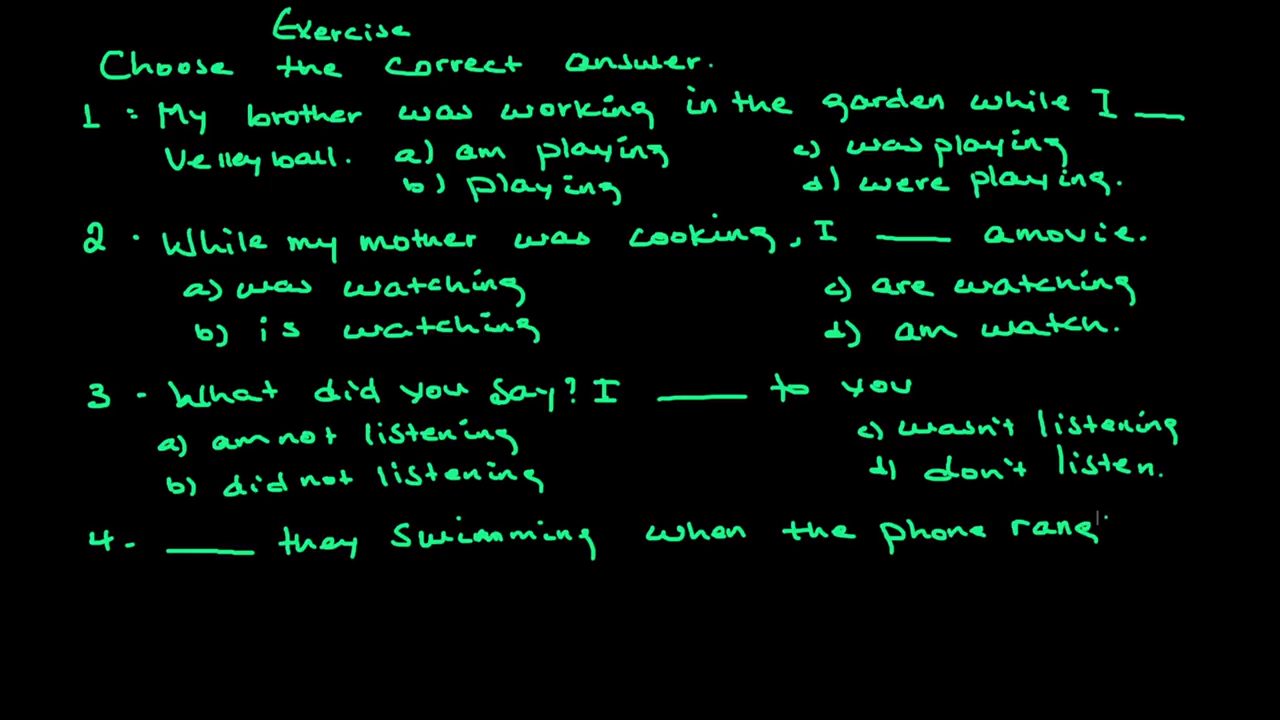 Exercise
Choose the correct answer.
1 : My brother was working in the garden while I ___
Velleyball. a) am playing c) was playing
b) playing d) were playing.
2 . While my mother was cooking, I ___ amovie.
a) was watching c) are watching
b) is watching d) am watch.
3 - What did you say? I ___ to you
a) am not listening c) wasn't listening
b) did not listening d) don't listen.
4 - ___ they swimming when the phone rang